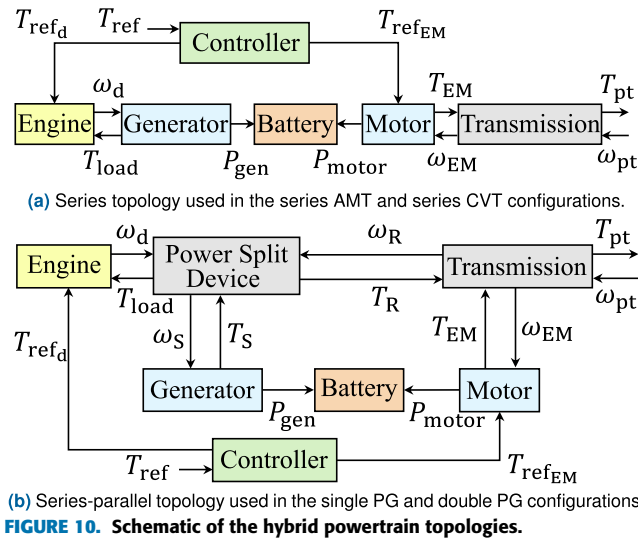 T_ref_d T_ref Controller T_ref_EM
ω_d T_EM T_pt
Engine Generator Battery Motor Transmission
T_load P_gen P_motor ω_EM ω_pt
(a) Series topology used in the series AMT and series CVT configurations.
ω_d ω_R T_pt
Engine Power Split Device Transmission
T_load T_R ω_pt
T_ref_d ω_S T_S T_EM ω_EM
Generator Battery Motor
P_gen P_motor
T_ref Controller T_ref_EM
(b) Series-parallel topology used in the single PG and double PG configurations
FIGURE 10. Schematic of the hybrid powertrain topologies.